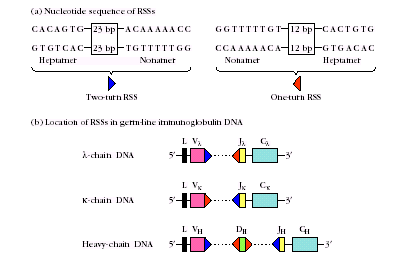 (a) Nucleotide sequence of RSSs
CACAGTG 23 bp ACAAAAACC GGTTTTTGT 12 bp CACTGTG
GTGTCAC 23 bp TGTTTTTGG CCAAAAACA 12 bp GTGACAC
Heptamer Nonamer Nonamer Heptamer
Two-turn RSS One-turn RSS
(b) Location of RSSs in germ-line immunoglobulin DNA
L Vλ Jλ Cλ
λ-chain DNA 5′ 3′
L Vκ Jκ Cκ
κ-chain DNA 5′ 3′
L VH DH JH CH
Heavy-chain DNA 5′ 3′